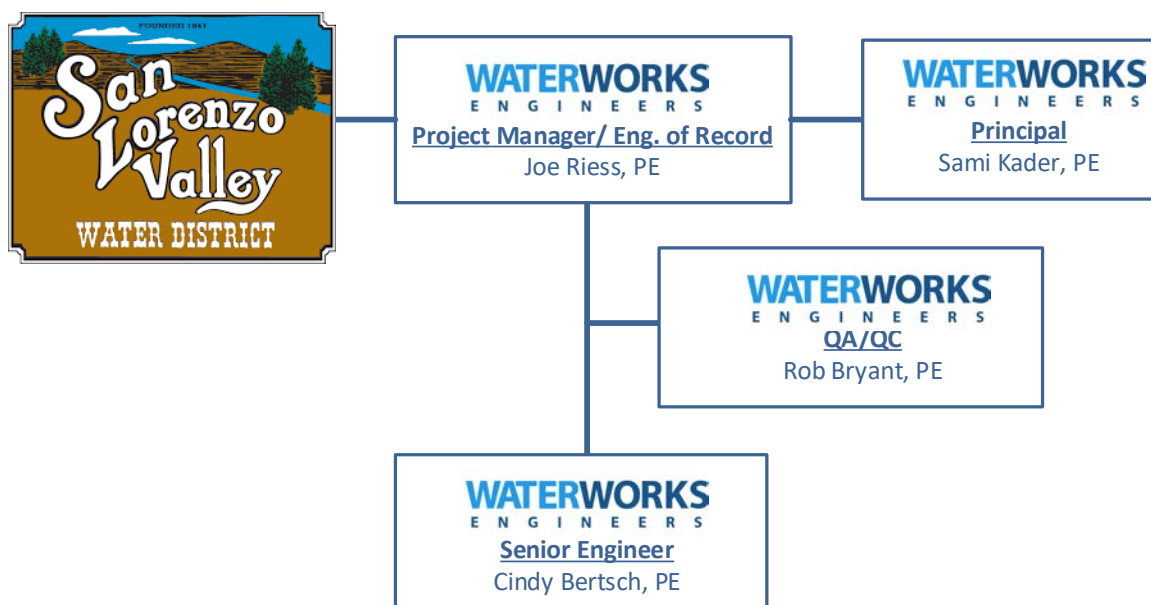 FOUNDED 1941
San
Lorenzo
Valley
WATER DISTRICT
WATERWORKS
ENGINEERS
Project Manager/ Eng. of Record
Joe Riess, PE
WATERWORKS
ENGINEERS
Principal
Sami Kader, PE
WATERWORKS
ENGINEERS
QA/QC
Rob Bryant, PE
WATERWORKS
ENGINEERS
Senior Engineer
Cindy Bertsch, PE